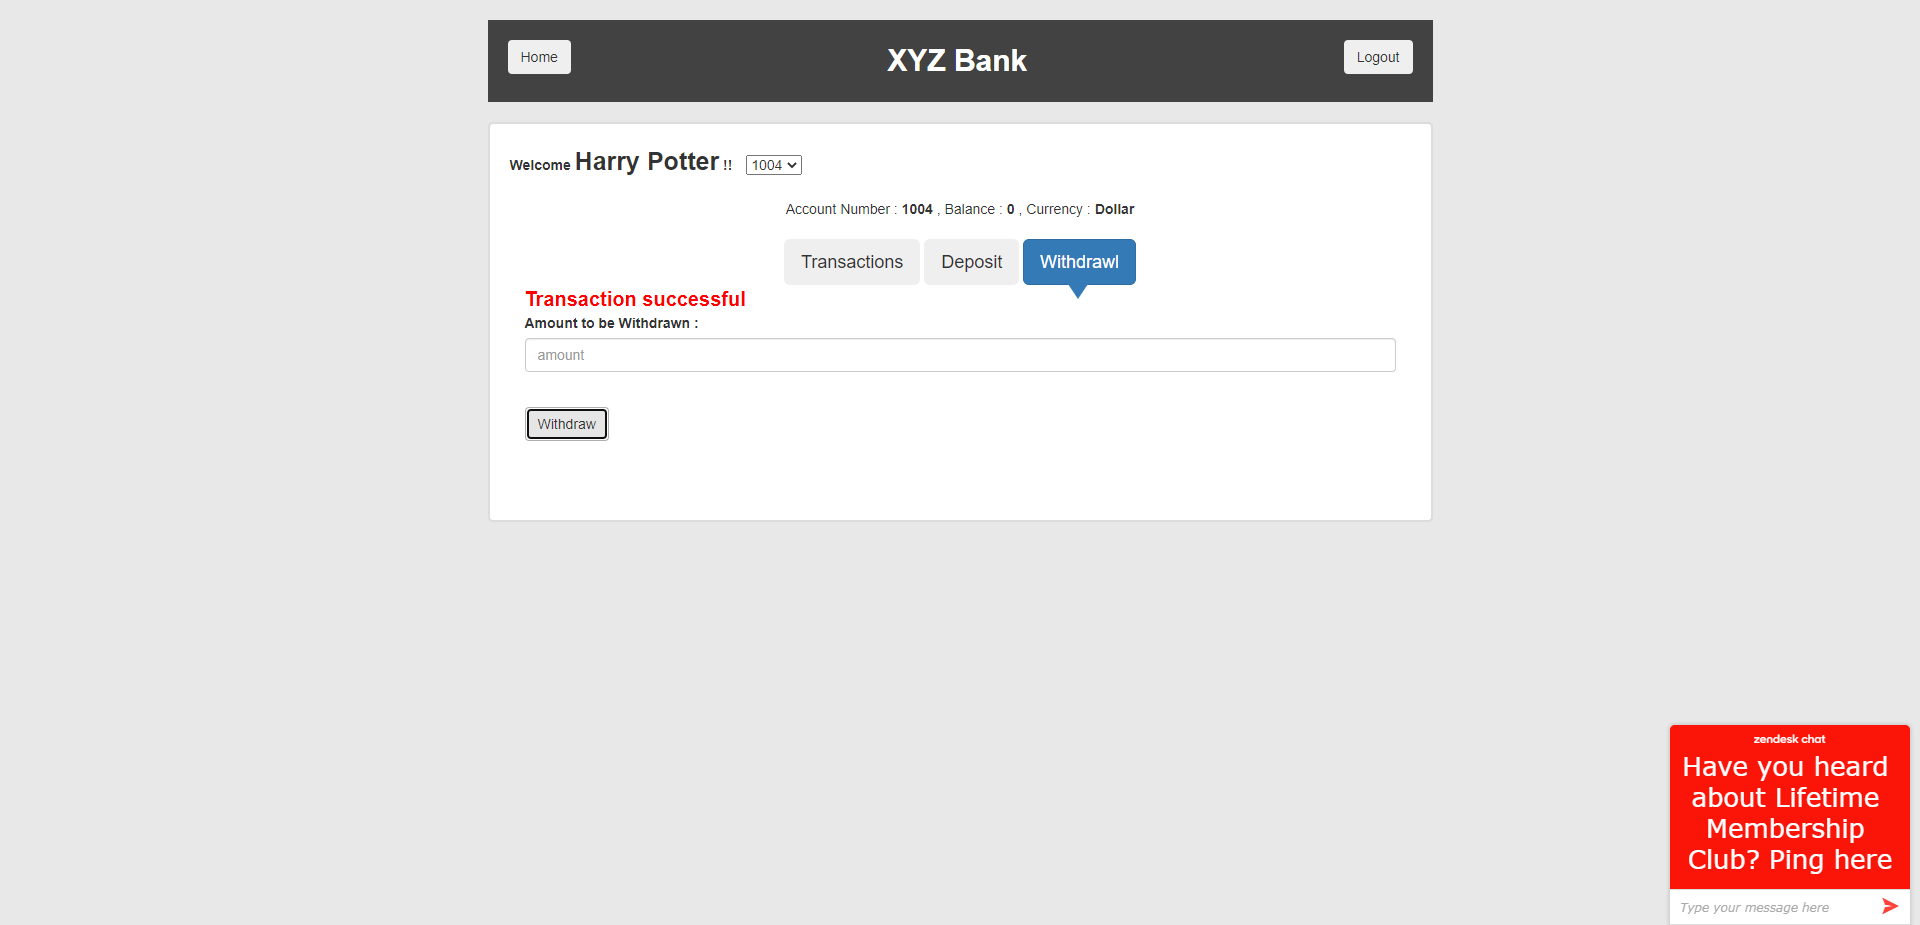 Home
XYZ Bank
Logout
Welcome Harry Potter !! 1004
Account Number : 1004 , Balance : 0 , Currency : Dollar
Transactions
Deposit
Withdrawl
Transaction successful
Amount to be Withdrawn :
amount
Withdraw
zendesk chat
Have you heard
about Lifetime
Membership
Club? Ping here
Type your message here